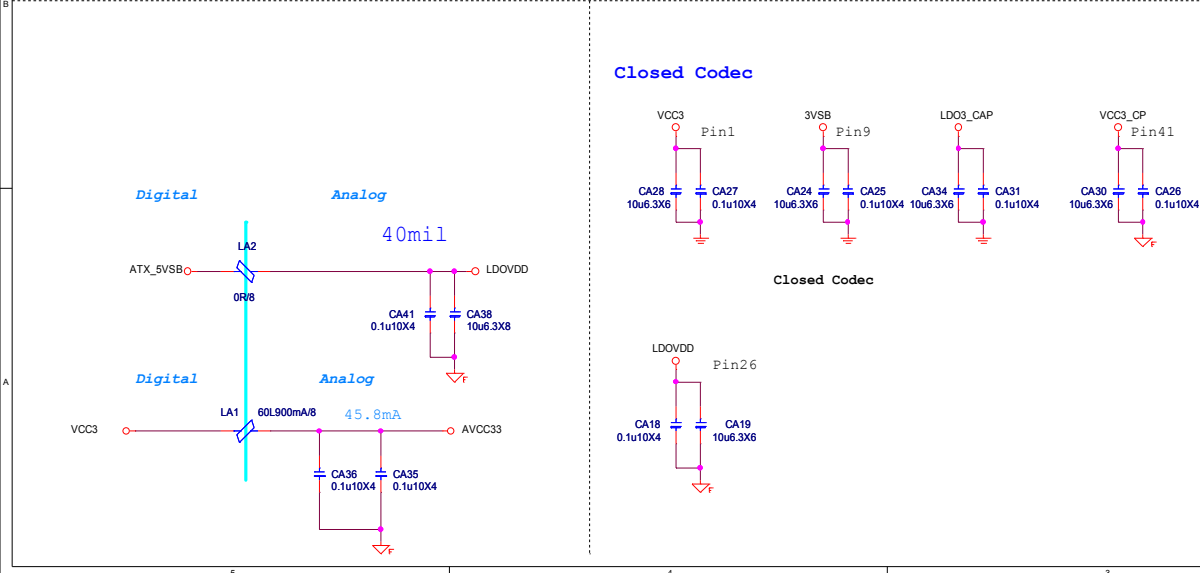 B
Closed Codec
VCC3
Pin1
3VSB
Pin9
LDO3_CAP
VCC3_CP
Pin41
CA28
10u6.3X6
CA27
0.1u10X4
CA24
10u6.3X6
CA25
0.1u10X4
CA34
10u6.3X6
CA31
0.1u10X4
CA30
10u6.3X6
CA26
0.1u10X4
F
Closed Codec
Digital
Analog
40mil
LA2
ATX_5VSB
LDOVDD
0R/8
CA41
0.1u10X4
CA38
10u6.3X8
F
LDOVDD
Pin26
CA18
0.1u10X4
CA19
10u6.3X6
F
A
Digital
Analog
LA1
60L900mA/8
45.8mA
VCC3
AVCC33
CA36
0.1u10X4
CA35
0.1u10X4
F
5
4
3